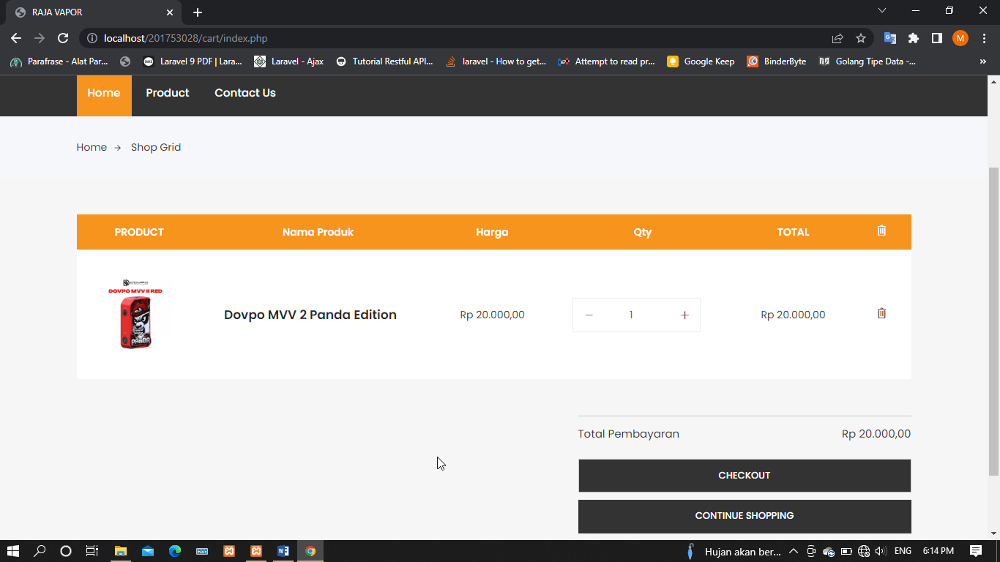 RAJA VAPOR
localhost/201753028/cart/index.php
M
Parafrase - Alat Par... Laravel 9 PDF | Lara... Laravel - Ajax Tutorial Restful API... laravel - How to get... Attempt to read pr... Google Keep BinderByte Golang Tipe Data -... »
Home Product Contact Us
Home → Shop Grid
PRODUCT Nama Produk Harga Qty TOTAL
DOVPO
DOVPO MVV II RED
PANDA
Dovpo MVV 2 Panda Edition Rp 20.000,00 − 1 + Rp 20.000,00
Total Pembayaran Rp 20.000,00
CHECKOUT
CONTINUE SHOPPING
Hujan akan ber... ENG 6:14 PM